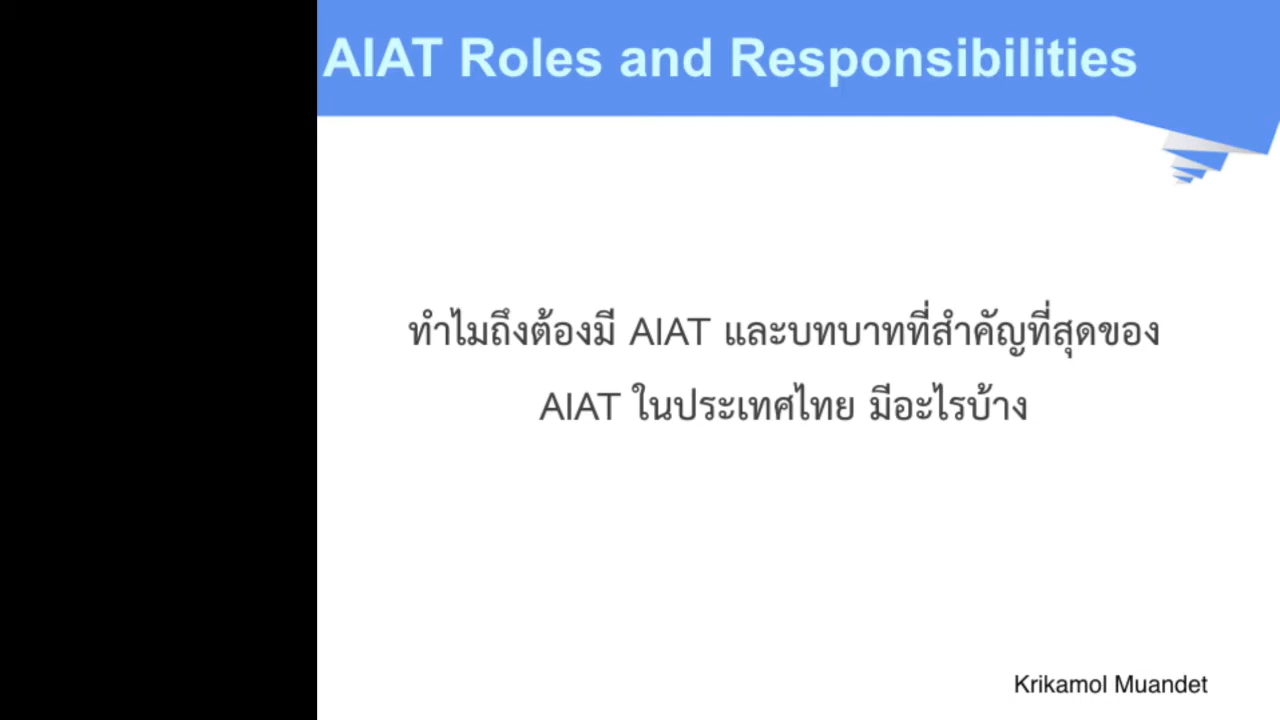 AIAT Roles and Responsibilities
ทำไมถึงต้องมี AIAT และบทบาทที่สำคัญที่สุดของ
AIAT ในประเทศไทย มีอะไรบ้าง
Krikamol Muandet